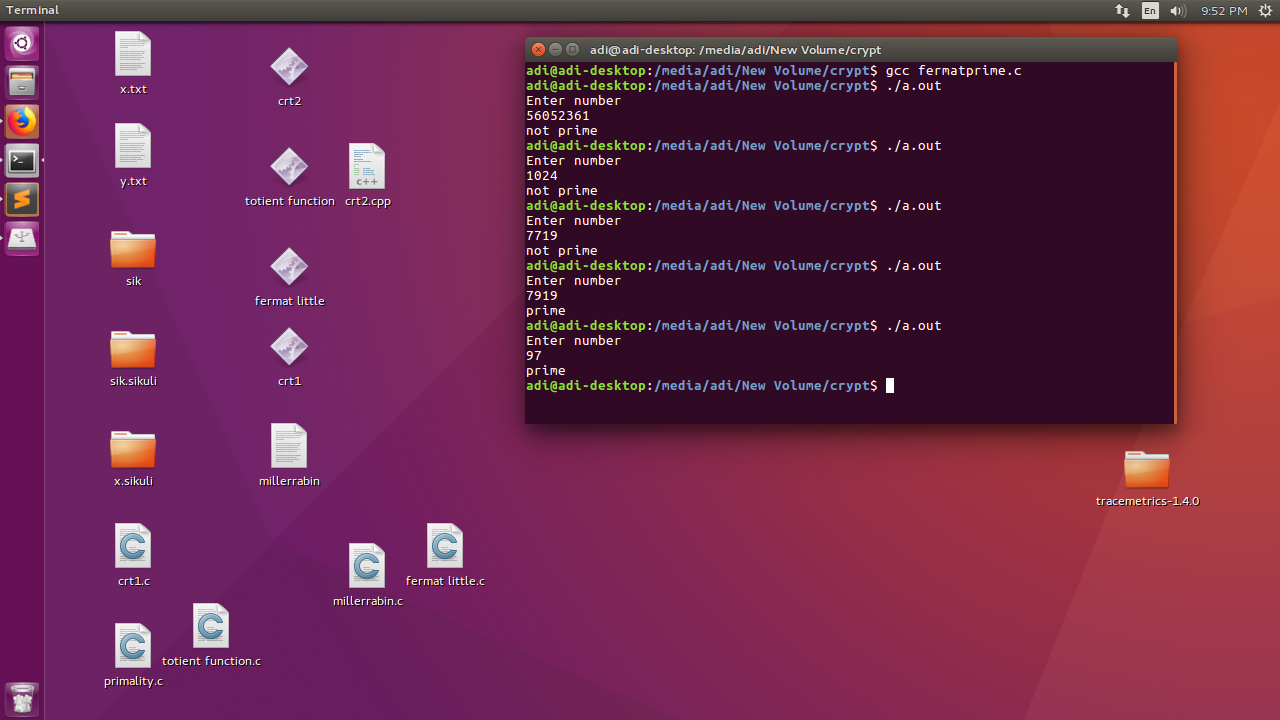 Terminal
En
9:52 PM
x.txt
crt2
y.txt
totient function
c++
crt2.cpp
sik
fermat little
sik.sikuli
crt1
x.sikuli
millerrabin
crt1.c
millerrabin.c
fermat little.c
primality.c
totient function.c
tracemetrics-1.4.0
adi@adi-desktop: /media/adi/New Volume/crypt
adi@adi-desktop:/media/adi/New Volume/crypt$ gcc fermatprime.c
adi@adi-desktop:/media/adi/New Volume/crypt$ ./a.out
Enter number
56052361
not prime
adi@adi-desktop:/media/adi/New Volume/crypt$ ./a.out
Enter number
1024
not prime
adi@adi-desktop:/media/adi/New Volume/crypt$ ./a.out
Enter number
7719
not prime
adi@adi-desktop:/media/adi/New Volume/crypt$ ./a.out
Enter number
7919
prime
adi@adi-desktop:/media/adi/New Volume/crypt$ ./a.out
Enter number
97
prime
adi@adi-desktop:/media/adi/New Volume/crypt$